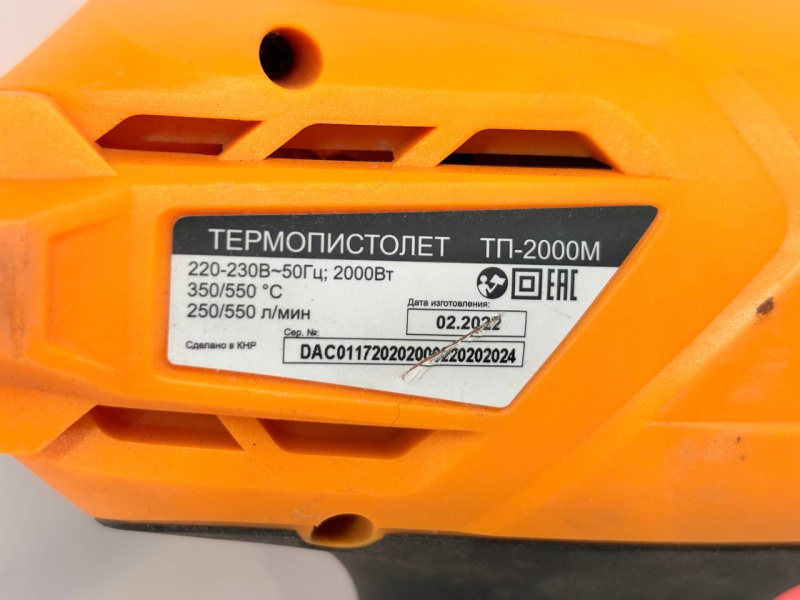 ТЕРМОПИСТОЛЕТ ТП-2000М
220-230В~50Гц; 2000Вт
350/550 °C
250/550 л/мин
EAC
Дата изготовления:
02.2022
Сер. №:
Сделано в КНР